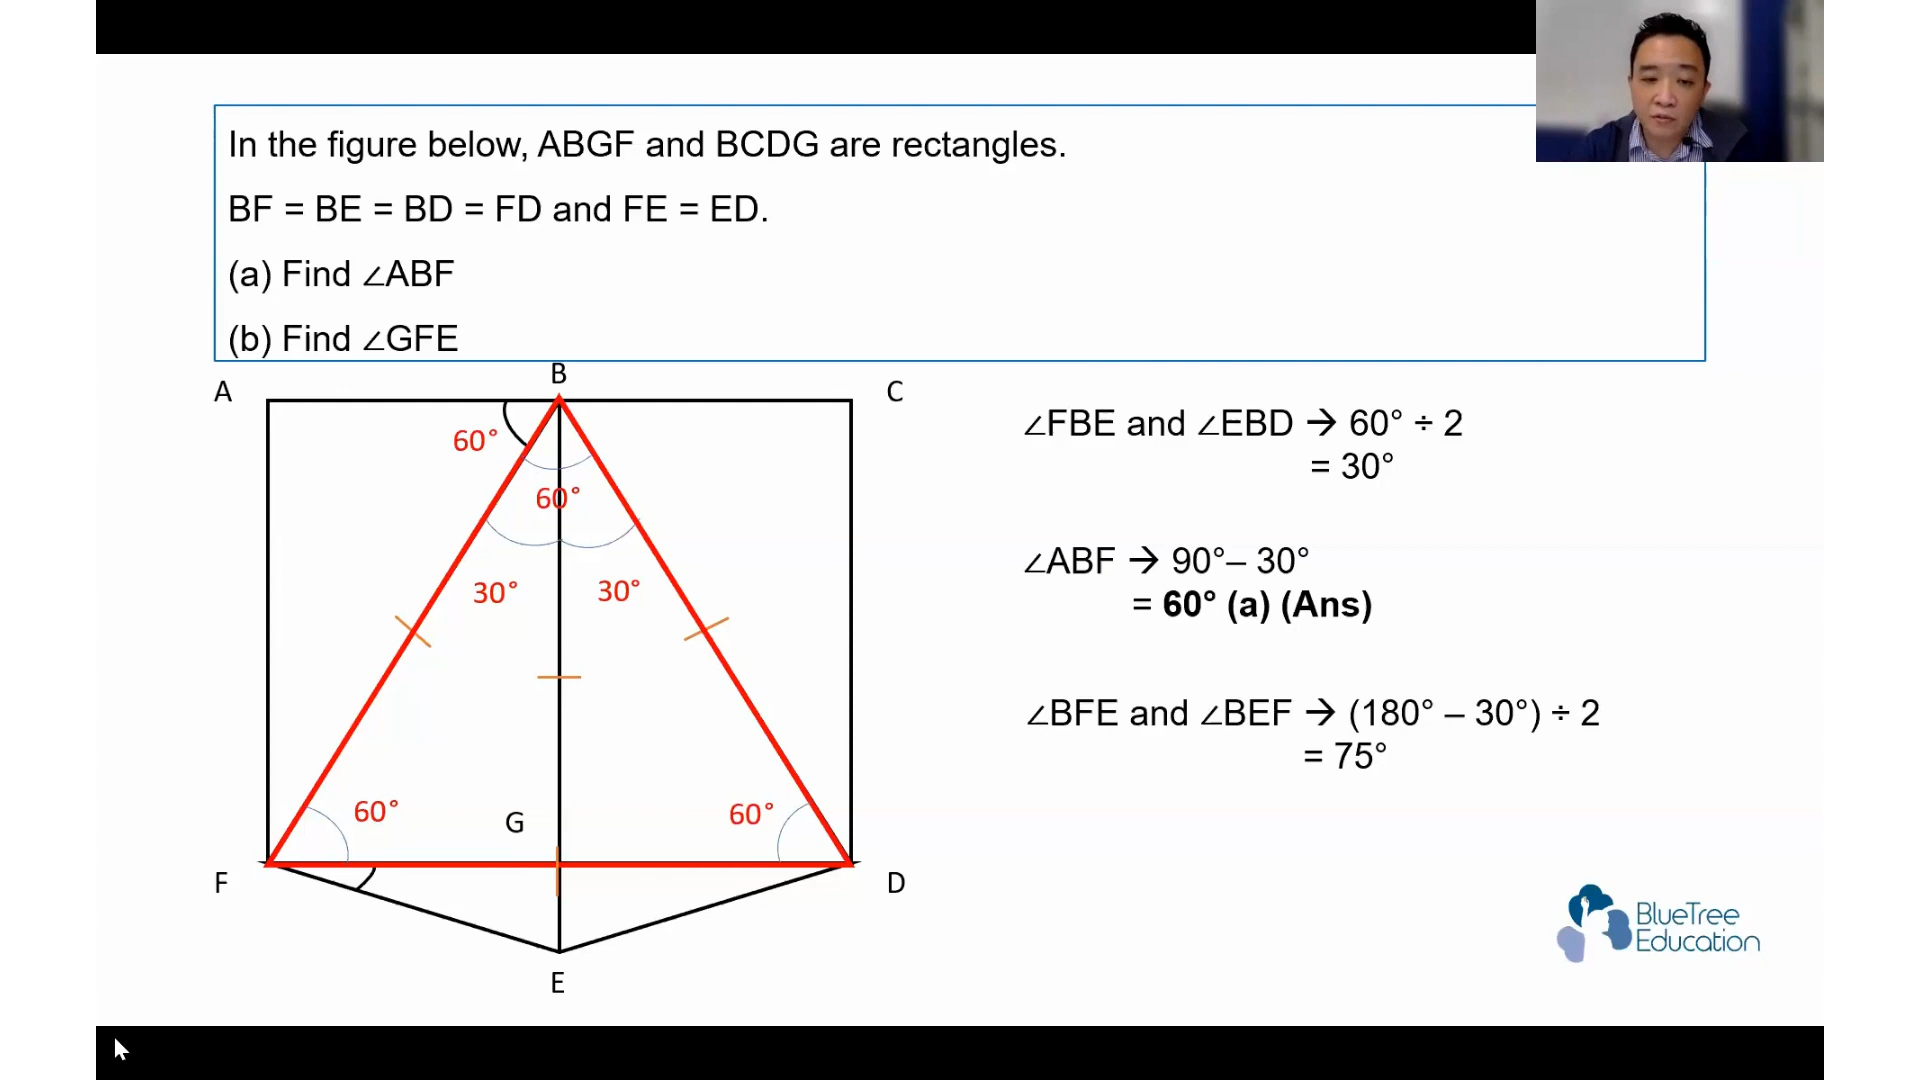 In the figure below, ABGF and BCDG are rectangles.
BF = BE = BD = FD and FE = ED.
(a) Find ∠ABF
(b) Find ∠GFE
A
B
C
60°
60°
30°
30°
60°
G
60°
F
D
E
∠FBE and ∠EBD → 60° ÷ 2
= 30°
∠ABF → 90°– 30°
= 60° (a) (Ans)
∠BFE and ∠BEF → (180° – 30°) ÷ 2
= 75°
BlueTree
Education